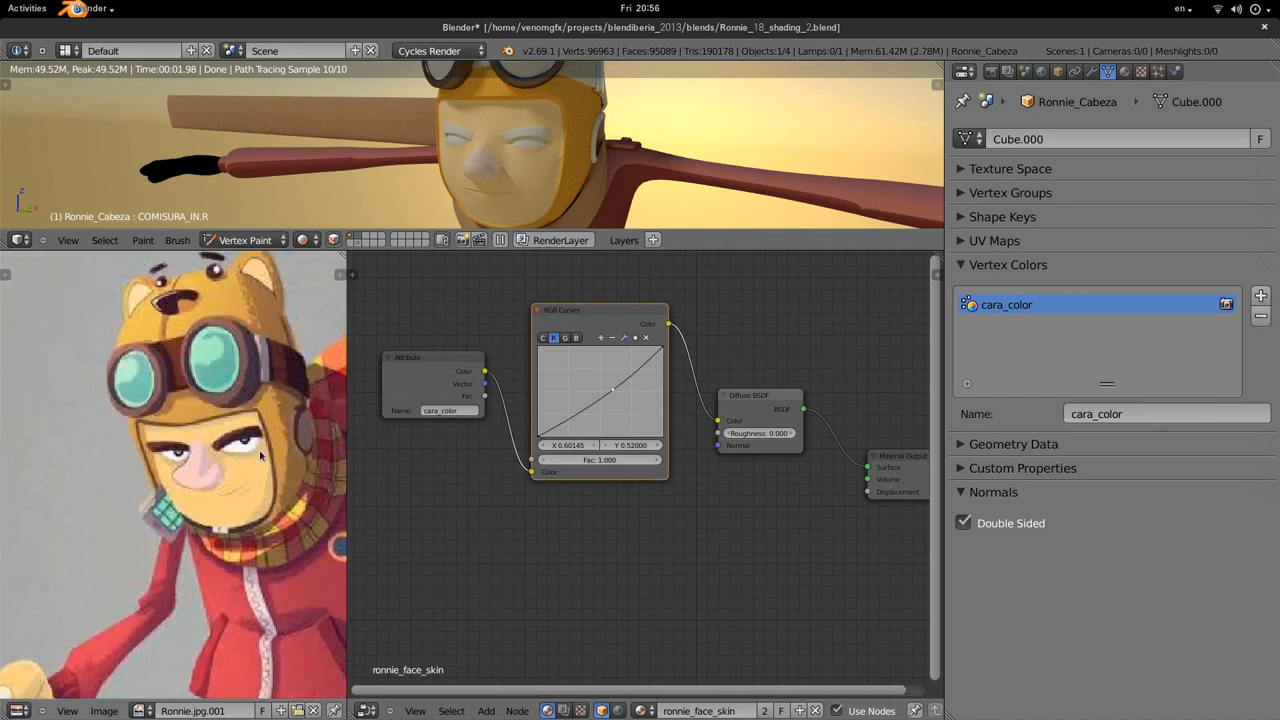 Activities Blender Fri 20:56 en
Blender* [/home/venomgfx/projects/blendiberia_2013/blends/Ronnie_18_shading_2.blend]
Default Scene Cycles Render v2.69.1 | Verts:96963 | Faces:95089 | Tris:190178 | Objects:1/4 | Lamps:0/1 | Mem:61.42M (2.78M) | Ronnie_Cabeza Scenes:1 | Cameras:0/0 | Meshlights:0/0
Mem:49.52M, Peak:49.52M | Time:00:01.98 | Done | Path Tracing Sample 10/10
Ronnie_Cabeza Cube.000
Cube.000 F
Texture Space
Vertex Groups
Shape Keys
UV Maps
Vertex Colors
cara_color
Name: cara_color
Geometry Data
Custom Properties
Normals
Double Sided
z
x
(1) Ronnie_Cabeza : COMISURA_IN.R
View Select Paint Brush Vertex Paint RenderLayer Layers
Attribute
Color
Vector
Fac
Name: cara_color
RGB Curves
Color
C R G B
X 0.60145 Y 0.52000
Fac: 1.000
Color
Diffuse BSDF
BSDF
Color
Roughness: 0.000
Normal
Material Output
Surface
Volume
Displacement
ronnie_face_skin
View Image Ronnie.jpg.001 F
View Select Add Node ronnie_face_skin 2 F Use Nodes